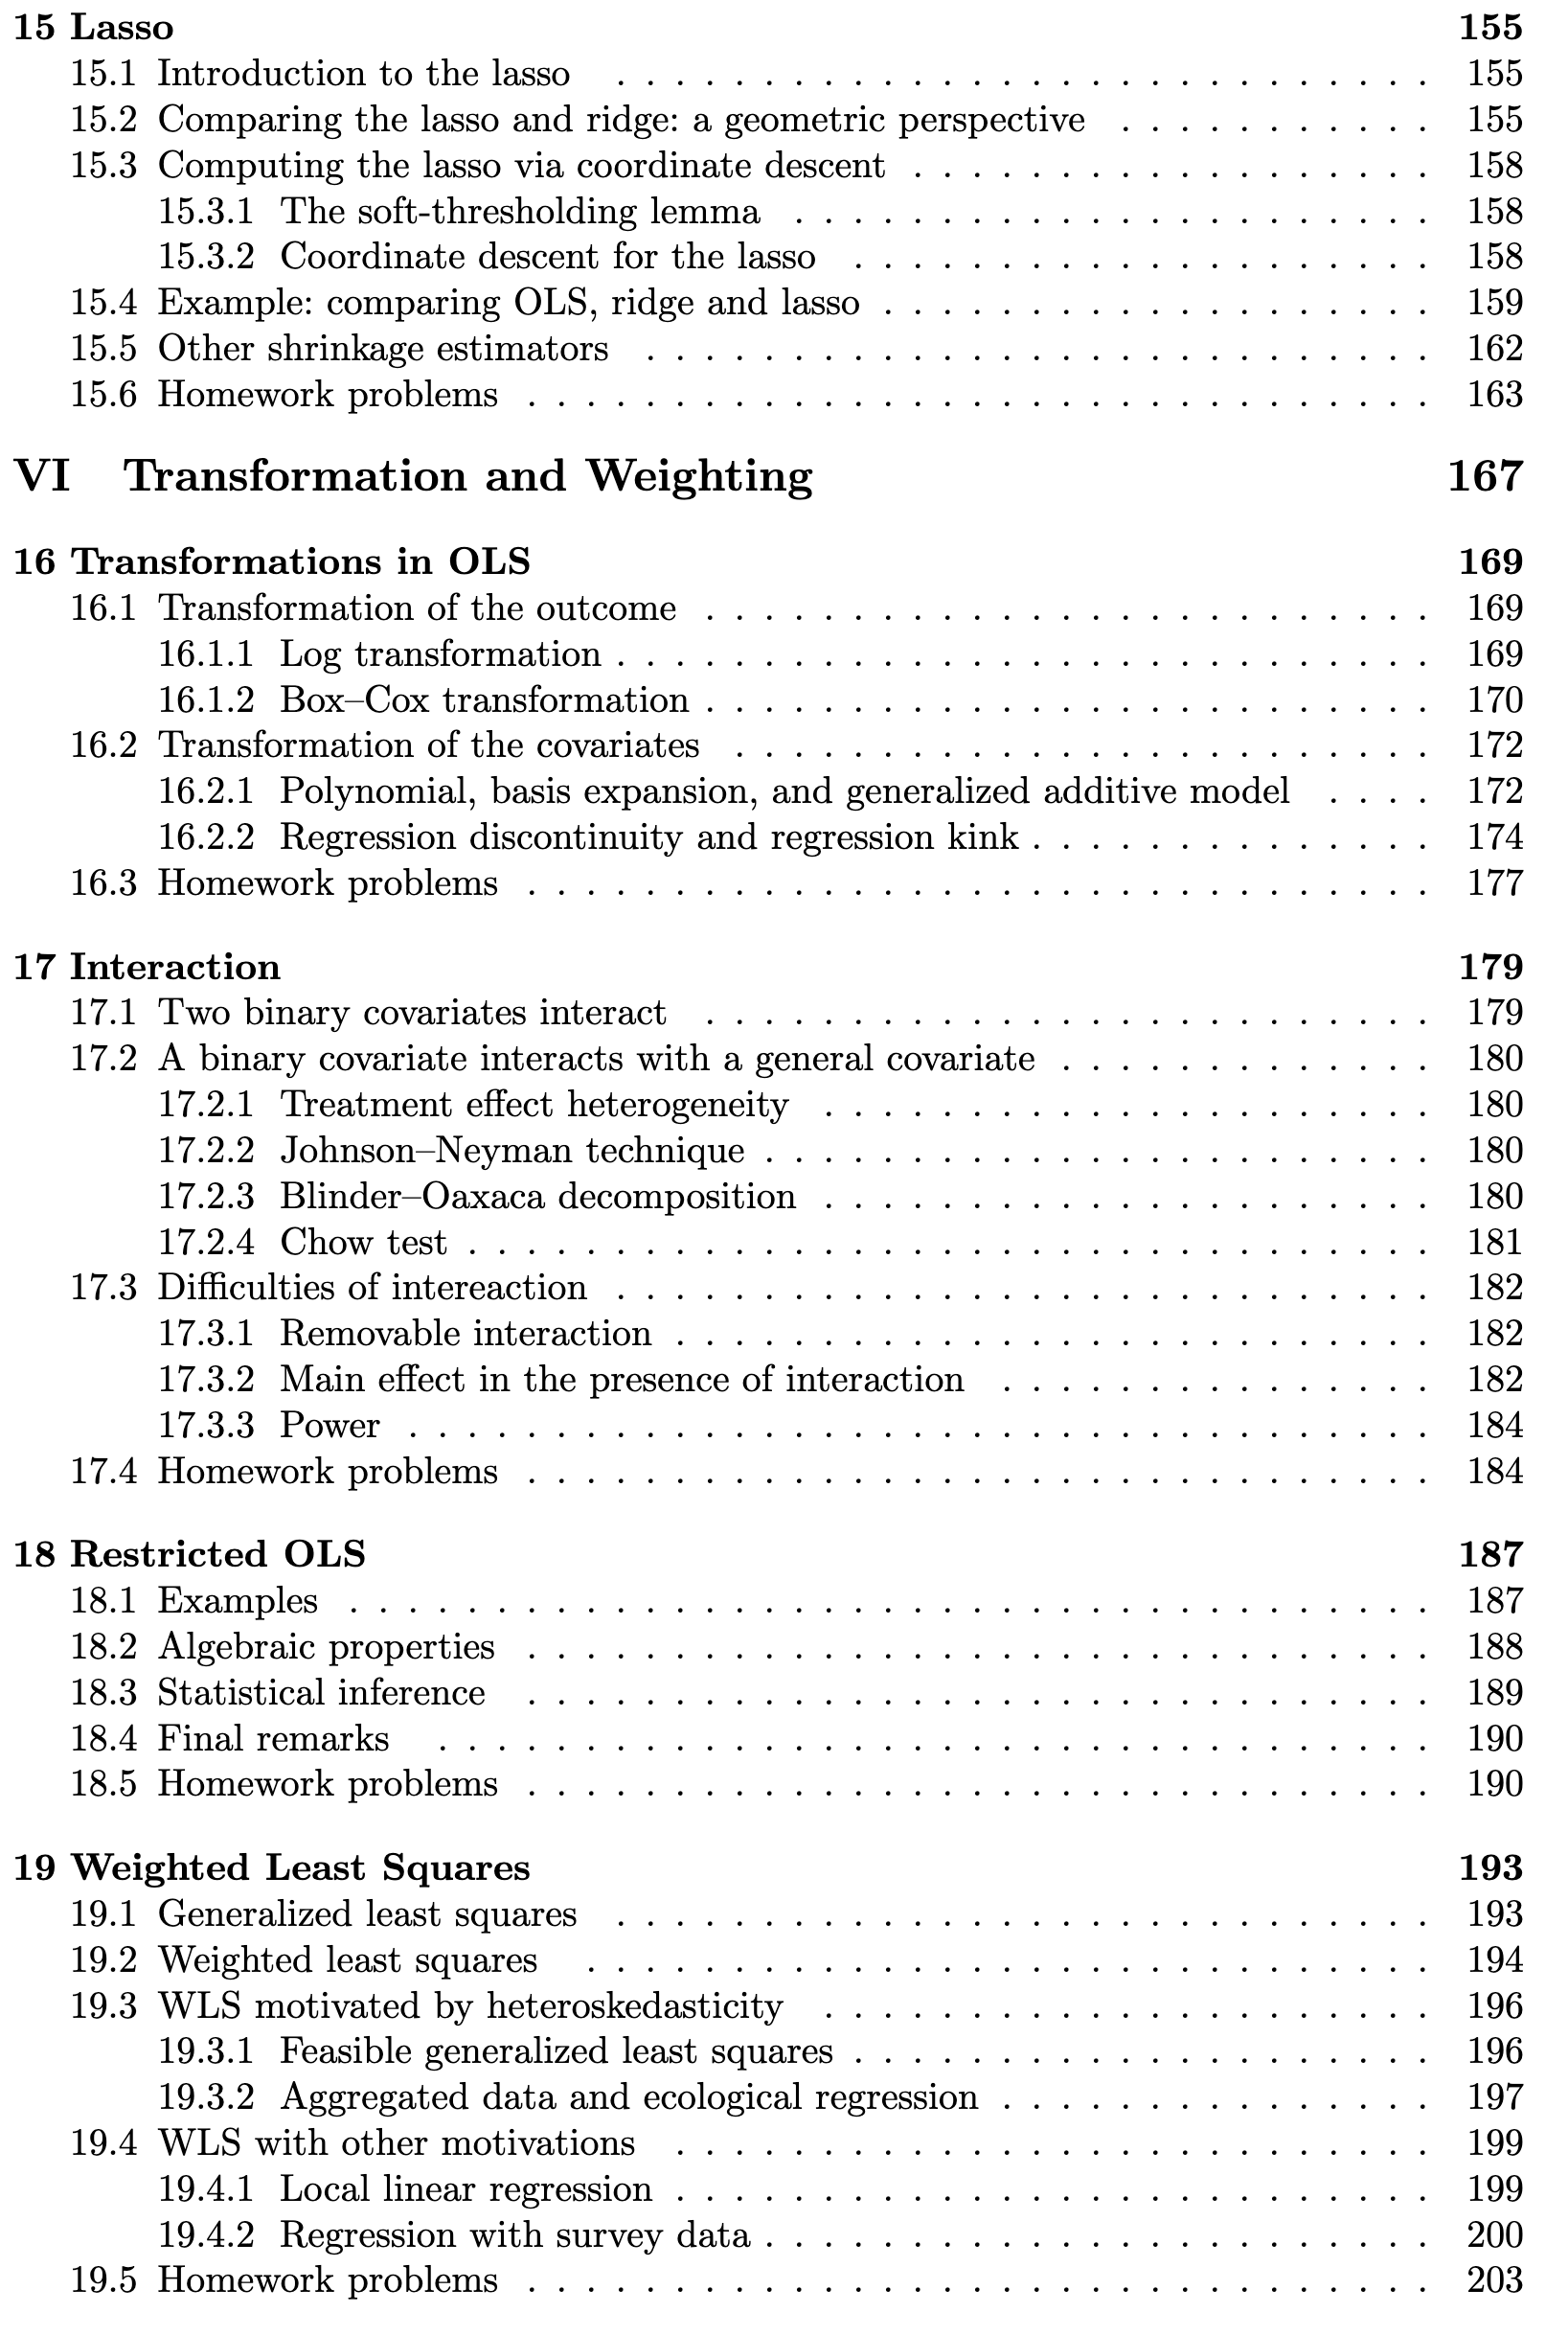 15 Lasso 155
15.1 Introduction to the lasso . . . . . . . . . . . . . . . . . . . . . . . . . . . . 155
15.2 Comparing the lasso and ridge: a geometric perspective . . . . . . . . . . . 155
15.3 Computing the lasso via coordinate descent . . . . . . . . . . . . . . . . . . 158
15.3.1 The soft-thresholding lemma . . . . . . . . . . . . . . . . . . . . . . 158
15.3.2 Coordinate descent for the lasso . . . . . . . . . . . . . . . . . . . . 158
15.4 Example: comparing OLS, ridge and lasso . . . . . . . . . . . . . . . . . . . 159
15.5 Other shrinkage estimators . . . . . . . . . . . . . . . . . . . . . . . . . . . 162
15.6 Homework problems . . . . . . . . . . . . . . . . . . . . . . . . . . . . . . . 163
VI Transformation and Weighting 167
16 Transformations in OLS 169
16.1 Transformation of the outcome . . . . . . . . . . . . . . . . . . . . . . . . . 169
16.1.1 Log transformation . . . . . . . . . . . . . . . . . . . . . . . . . . . . 169
16.1.2 Box–Cox transformation . . . . . . . . . . . . . . . . . . . . . . . . . 170
16.2 Transformation of the covariates . . . . . . . . . . . . . . . . . . . . . . . . 172
16.2.1 Polynomial, basis expansion, and generalized additive model . . . . 172
16.2.2 Regression discontinuity and regression kink . . . . . . . . . . . . . . 174
16.3 Homework problems . . . . . . . . . . . . . . . . . . . . . . . . . . . . . . . 177
17 Interaction 179
17.1 Two binary covariates interact . . . . . . . . . . . . . . . . . . . . . . . . . 179
17.2 A binary covariate interacts with a general covariate . . . . . . . . . . . . . 180
17.2.1 Treatment effect heterogeneity . . . . . . . . . . . . . . . . . . . . . 180
17.2.2 Johnson–Neyman technique . . . . . . . . . . . . . . . . . . . . . . . 180
17.2.3 Blinder–Oaxaca decomposition . . . . . . . . . . . . . . . . . . . . . 180
17.2.4 Chow test . . . . . . . . . . . . . . . . . . . . . . . . . . . . . . . . . 181
17.3 Difficulties of intereaction . . . . . . . . . . . . . . . . . . . . . . . . . . . . 182
17.3.1 Removable interaction . . . . . . . . . . . . . . . . . . . . . . . . . . 182
17.3.2 Main effect in the presence of interaction . . . . . . . . . . . . . . . 182
17.3.3 Power . . . . . . . . . . . . . . . . . . . . . . . . . . . . . . . . . . . 184
17.4 Homework problems . . . . . . . . . . . . . . . . . . . . . . . . . . . . . . . 184
18 Restricted OLS 187
18.1 Examples . . . . . . . . . . . . . . . . . . . . . . . . . . . . . . . . . . . . . 187
18.2 Algebraic properties . . . . . . . . . . . . . . . . . . . . . . . . . . . . . . . 188
18.3 Statistical inference . . . . . . . . . . . . . . . . . . . . . . . . . . . . . . . 189
18.4 Final remarks . . . . . . . . . . . . . . . . . . . . . . . . . . . . . . . . . . 190
18.5 Homework problems . . . . . . . . . . . . . . . . . . . . . . . . . . . . . . . 190
19 Weighted Least Squares 193
19.1 Generalized least squares . . . . . . . . . . . . . . . . . . . . . . . . . . . . 193
19.2 Weighted least squares . . . . . . . . . . . . . . . . . . . . . . . . . . . . . 194
19.3 WLS motivated by heteroskedasticity . . . . . . . . . . . . . . . . . . . . . 196
19.3.1 Feasible generalized least squares . . . . . . . . . . . . . . . . . . . . 196
19.3.2 Aggregated data and ecological regression . . . . . . . . . . . . . . . 197
19.4 WLS with other motivations . . . . . . . . . . . . . . . . . . . . . . . . . . 199
19.4.1 Local linear regression . . . . . . . . . . . . . . . . . . . . . . . . . . 199
19.4.2 Regression with survey data . . . . . . . . . . . . . . . . . . . . . . . 200
19.5 Homework problems . . . . . . . . . . . . . . . . . . . . . . . . . . . . . . . 203